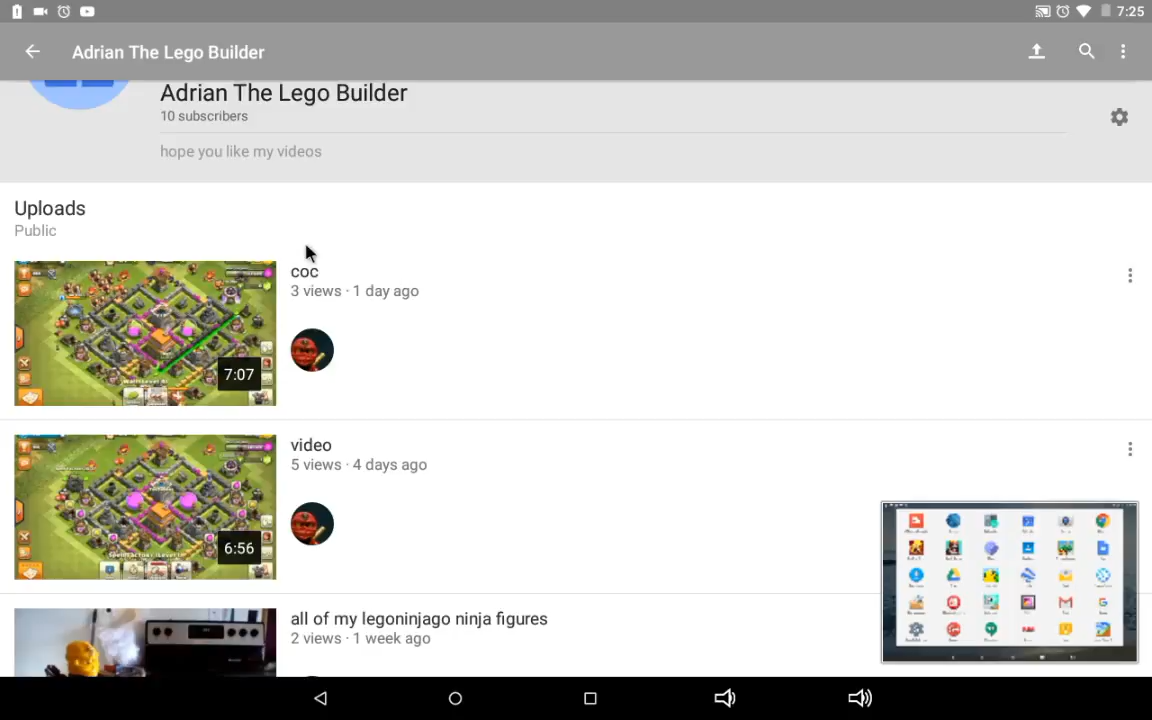 7:25
Adrian The Lego Builder
Adrian The Lego Builder
10 subscribers
hope you like my videos
Uploads
Public
coc
3 views · 1 day ago
7:07
video
5 views · 4 days ago
6:56
all of my legoninjago ninja figures
2 views · 1 week ago